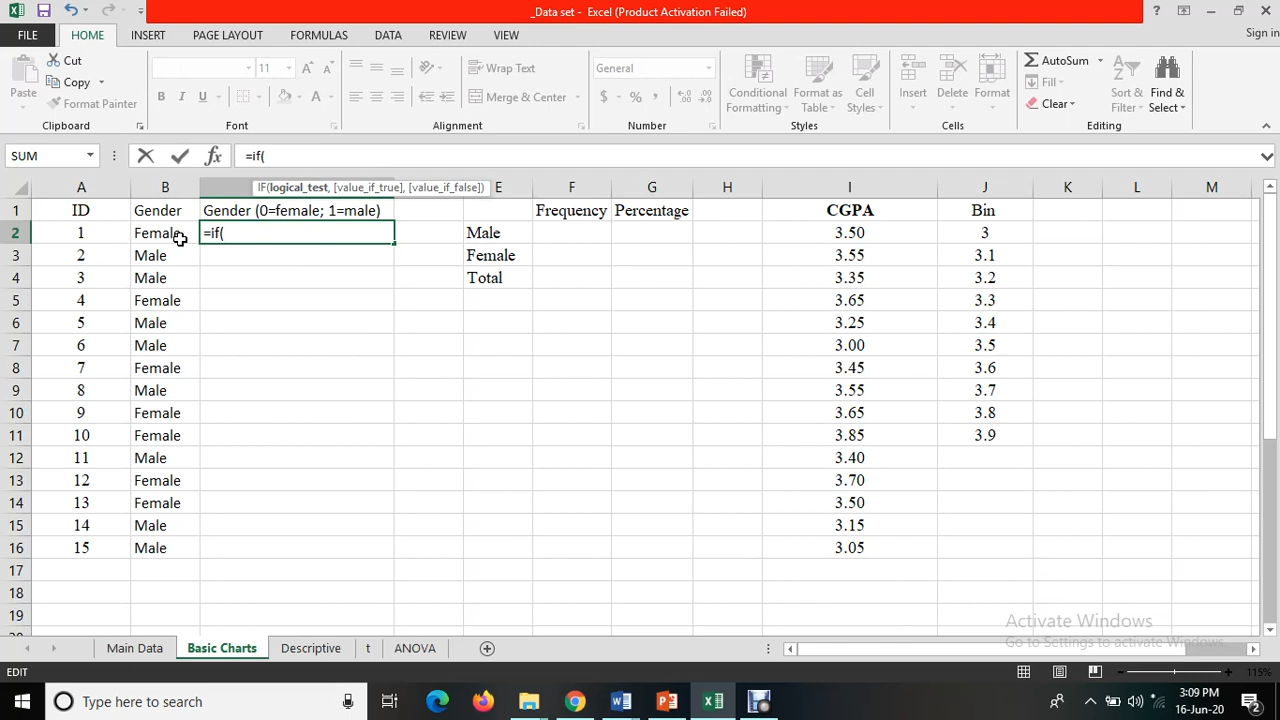 _Data set - Excel (Product Activation Failed)
Sign in
FILE HOME INSERT PAGE LAYOUT FORMULAS DATA REVIEW VIEW
Paste
Cut
Copy
Format Painter
Clipboard
11
Font
Wrap Text
Merge & Center
Alignment
General
Number
Conditional Formatting
Format as Table
Cell Styles
Styles
Insert
Delete
Format
Cells
AutoSum
Fill
Clear
Sort & Filter
Find & Select
Editing
SUM =if(
IF(logical_test, [value_if_true], [value_if_false])
A B E F G H I J K L M
1 ID Gender Gender (0=female; 1=male) Frequency Percentage CGPA Bin
2 1 Female =if( Male 3.50 3
3 2 Male Female 3.55 3.1
4 3 Male Total 3.35 3.2
5 4 Female 3.65 3.3
6 5 Male 3.25 3.4
7 6 Male 3.00 3.5
8 7 Female 3.45 3.6
9 8 Male 3.55 3.7
10 9 Female 3.65 3.8
11 10 Female 3.85 3.9
12 11 Male 3.40
13 12 Female 3.70
14 13 Female 3.50
15 14 Male 3.15
16 15 Male 3.05
17
18
19
Activate Windows
Go to Settings to activate Windows.
Main Data Basic Charts Descriptive t ANOVA
EDIT 115%
Type here to search
3:09 PM
16-Jun-20
2